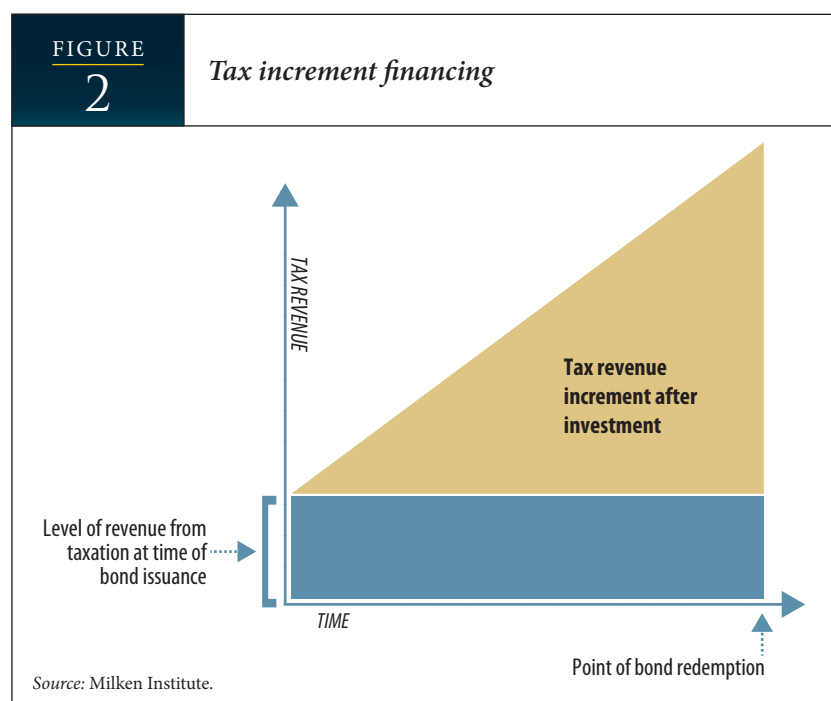 FIGURE
2
Tax increment financing
TAX REVENUE
Tax revenue
increment after
investment
Level of revenue from
taxation at time of
bond issuance
TIME
Point of bond redemption
Source: Milken Institute.